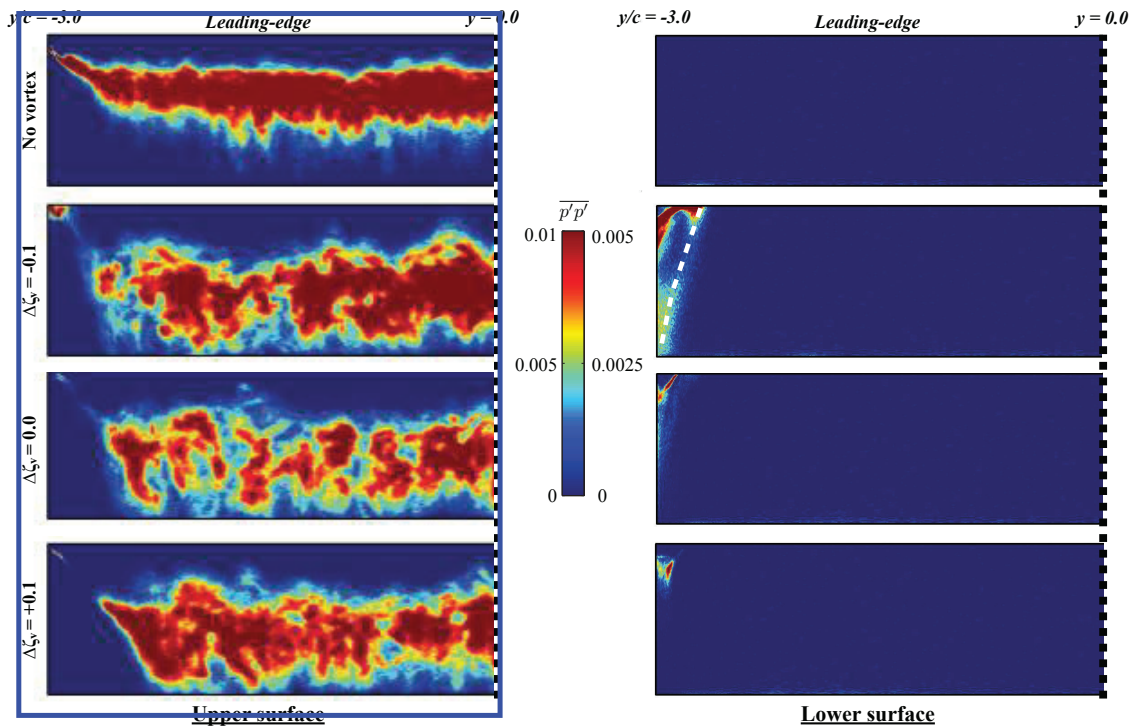 y/c = -3.0 Leading-edge y = 0.0
y/c = -3.0 Leading-edge y = 0.0
No vortex
Δζv = -0.1
Δζv = 0.0
Δζv = +0.1
p'p'
0.01 0.005
0.005 0.0025
0 0
Upper surface
Lower surface